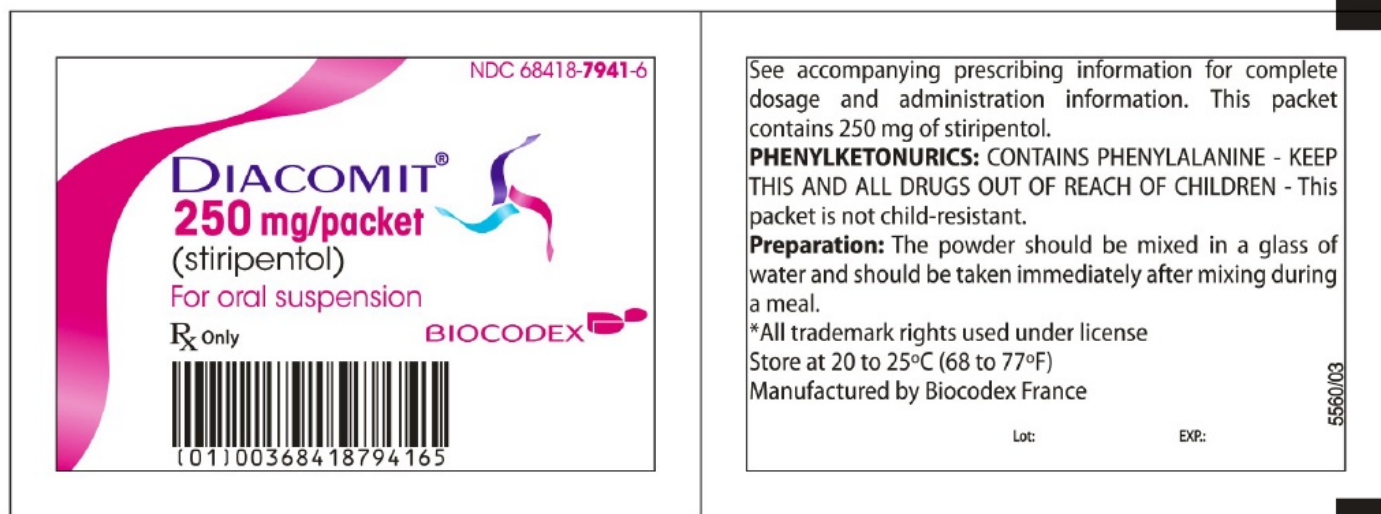 NDC 68418-7941-6
DIACOMIT®
250 mg/packet
(stiripentol)
For oral suspension
Rx Only
BIOCODEX
(01)00368418794165
See accompanying prescribing information for complete
dosage and administration information. This packet
contains 250 mg of stiripentol.
PHENYLKETONURICS: CONTAINS PHENYLALANINE - KEEP
THIS AND ALL DRUGS OUT OF REACH OF CHILDREN - This
packet is not child-resistant.
Preparation: The powder should be mixed in a glass of
water and should be taken immediately after mixing during
a meal.
*All trademark rights used under license
Store at 20 to 25ºC (68 to 77ºF)
Manufactured by Biocodex France
Lot: EXP.:
5560/03